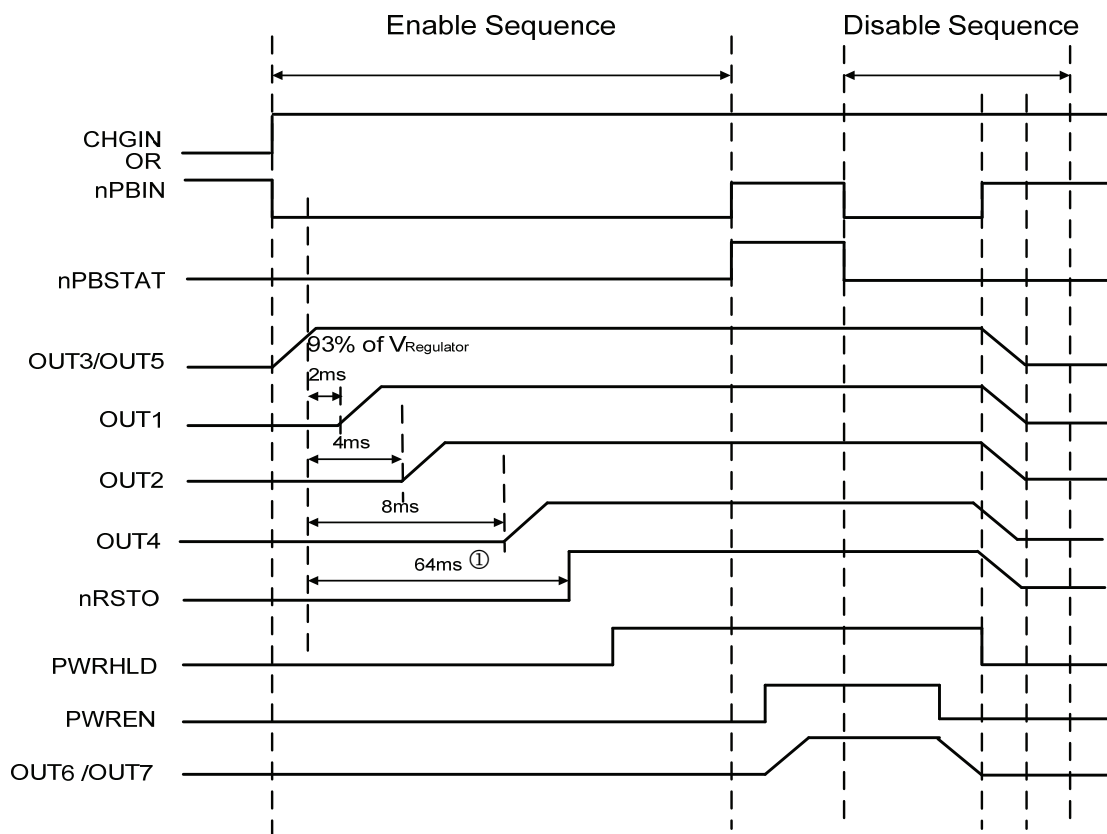 Enable Sequence
Disable Sequence
CHGIN
OR
nPBIN
nPBSTAT
93% of VRegulator
OUT3/OUT5
2ms
OUT1
4ms
OUT2
8ms
OUT4
64ms ①
nRSTO
PWRHLD
PWREN
OUT6 /OUT7